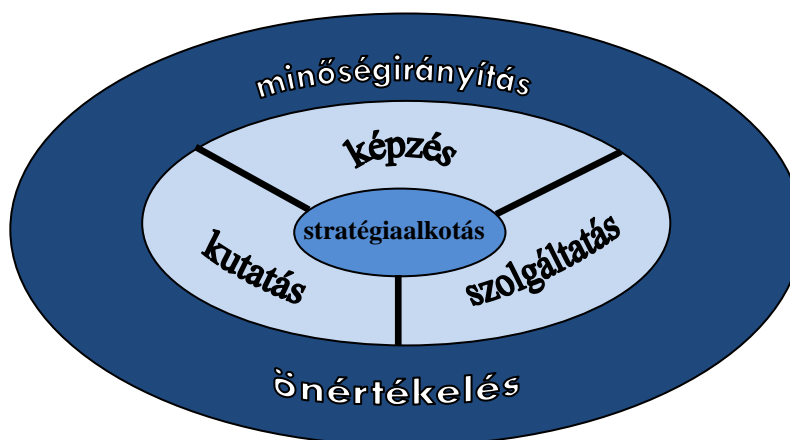 minőségirányítás
képzés
stratégiaalkotás
kutatás
szolgáltatás
önértékelés